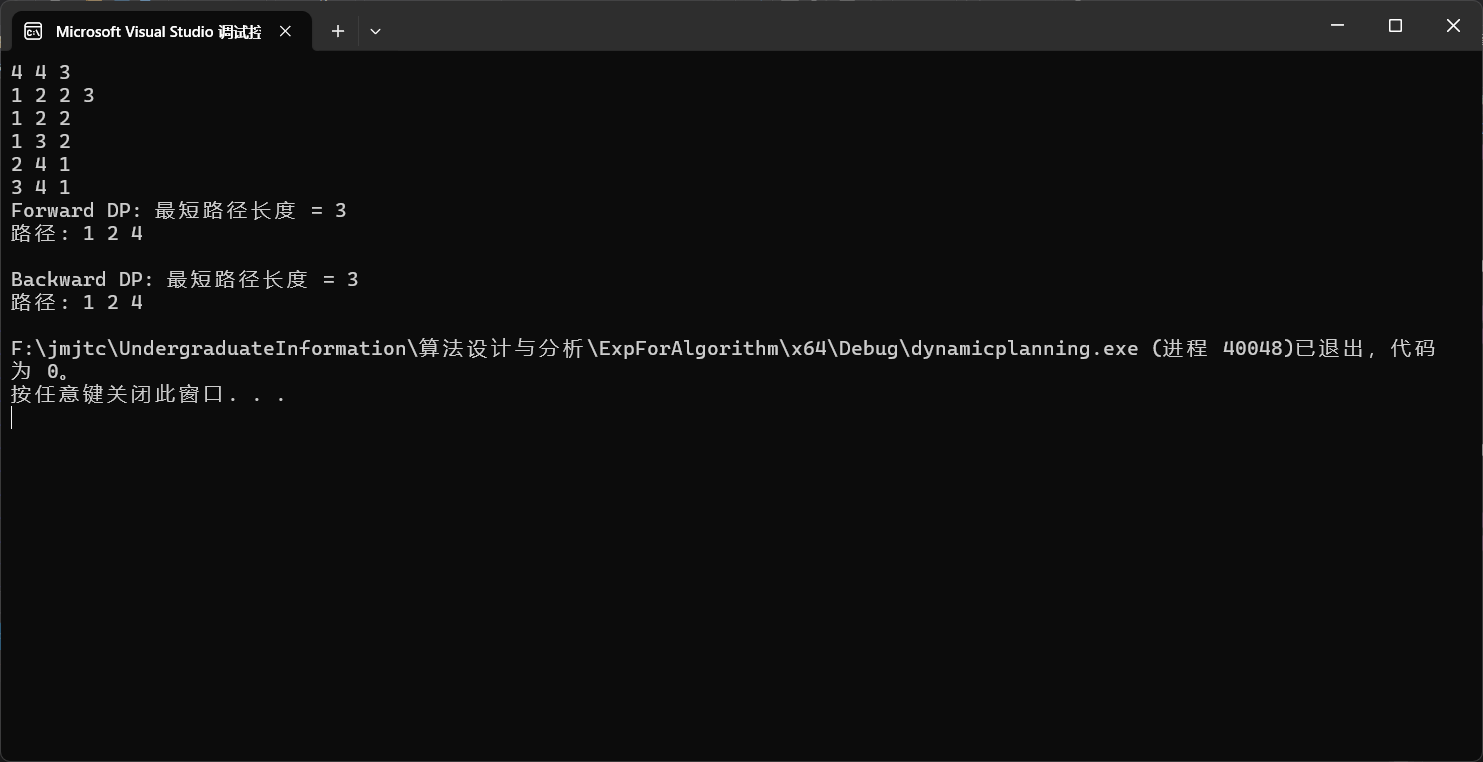 Microsoft Visual Studio 调试控
4 4 3
1 2 2 3
1 2 2
1 3 2
2 4 1
3 4 1
Forward DP: 最短路径长度 = 3
路径: 1 2 4
Backward DP: 最短路径长度 = 3
路径: 1 2 4
F:\jmjtc\UndergraduateInformation\算法设计与分析\ExpForAlgorithm\x64\Debug\dynamicplanning.exe (进程 40048)已退出，代码
为 0。
按任意键关闭此窗口. . .